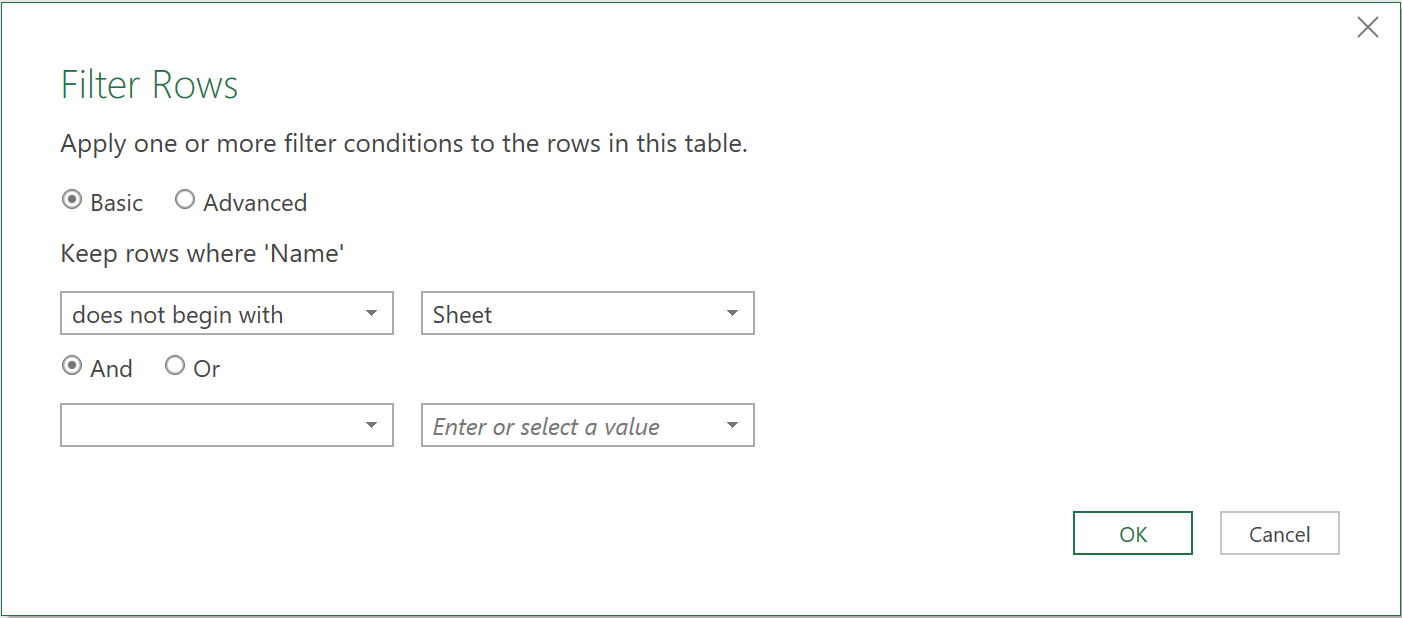 Filter Rows
Apply one or more filter conditions to the rows in this table.
Basic Advanced
Keep rows where 'Name'
does not begin with Sheet
And Or
Enter or select a value
OK Cancel